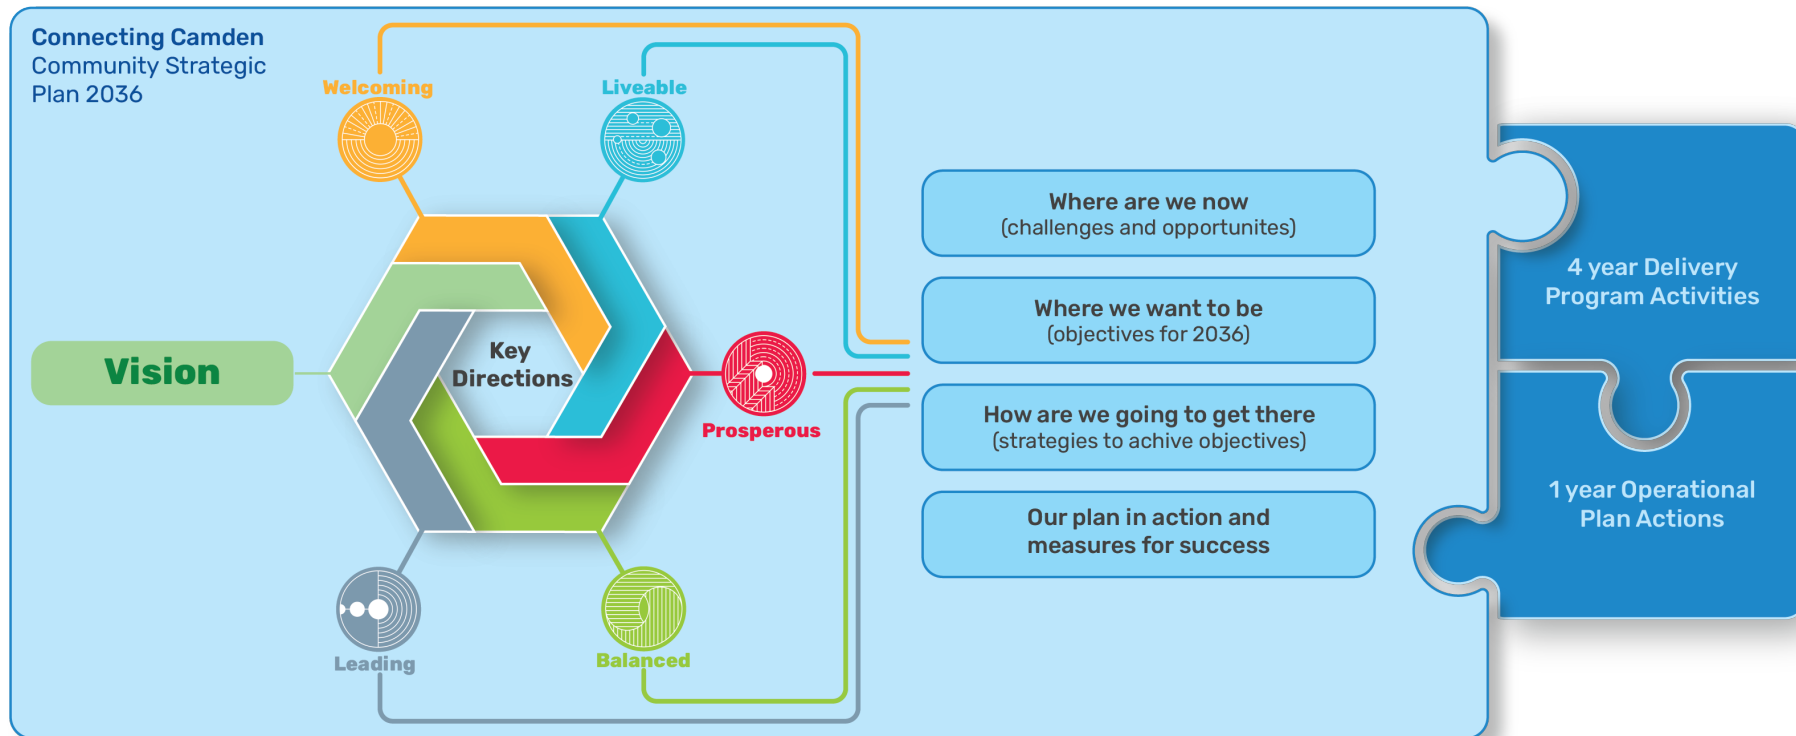 Connecting Camden
Community Strategic
Plan 2036
Welcoming
Liveable
Vision
Key
Directions
Prosperous
Leading
Balanced
Where are we now
(challenges and opportunites)
Where we want to be
(objectives for 2036)
How are we going to get there
(strategies to achive objectives)
Our plan in action and
measures for success
4 year Delivery
Program Activities
1 year Operational
Plan Actions